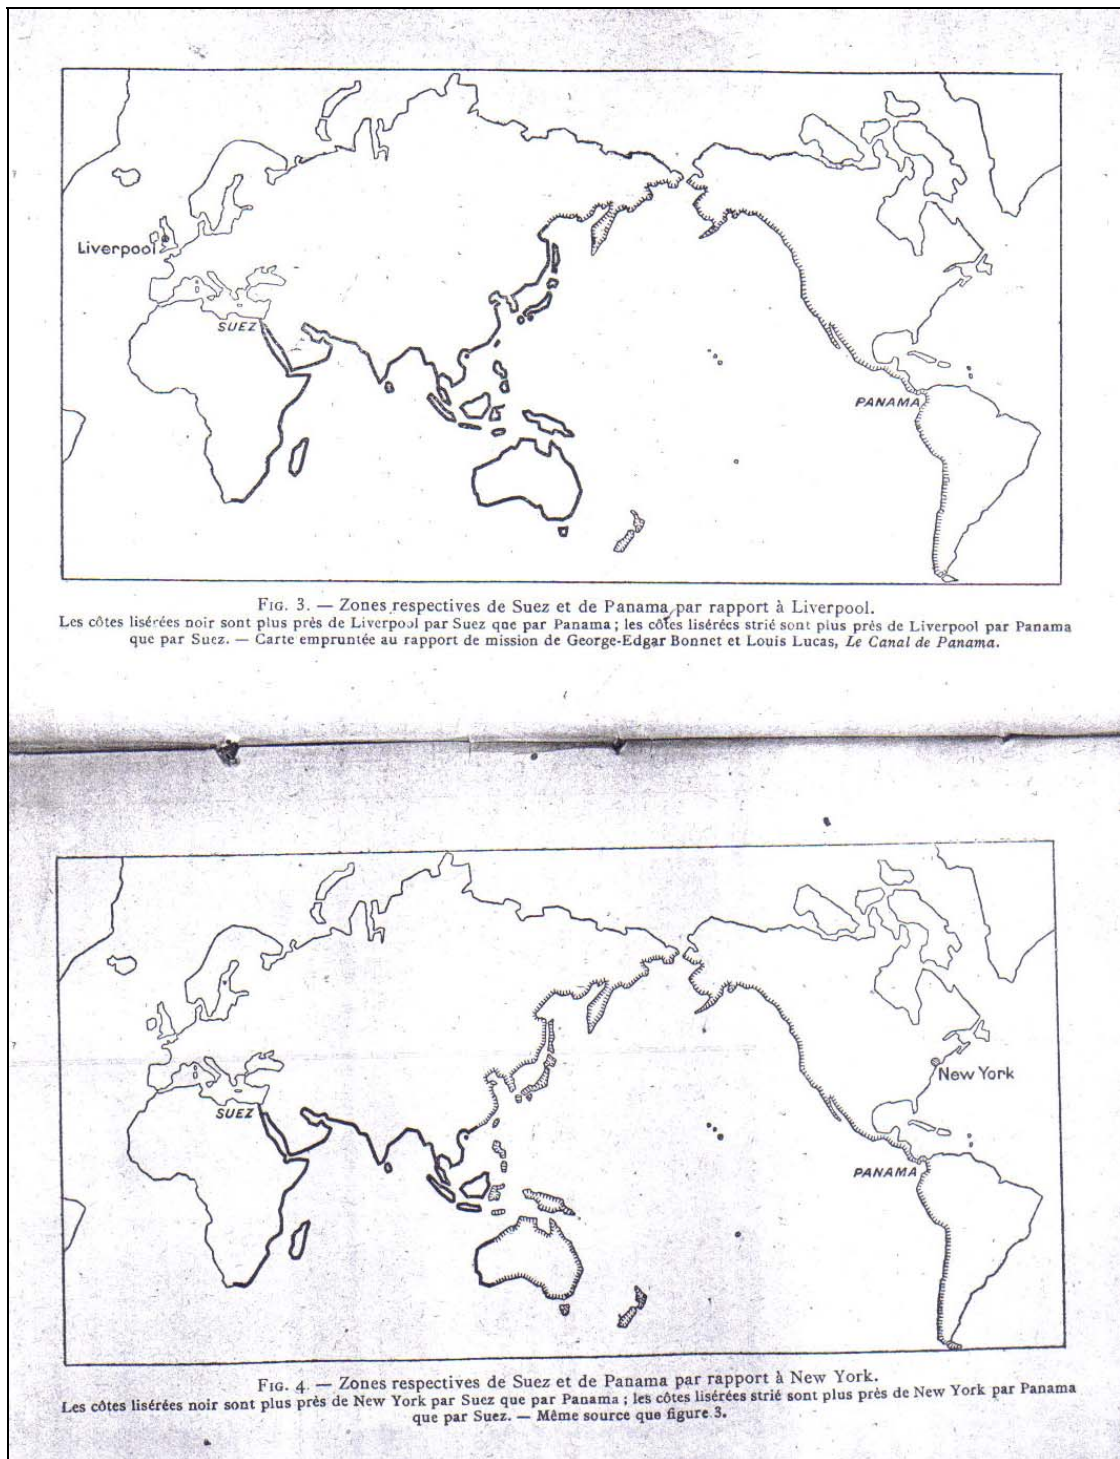 Liverpool
SUEZ
PANAMA
FIG. 3. — Zones respectives de Suez et de Panama par rapport à Liverpool.
Les côtes lisérées noir sont plus près de Liverpool par Suez que par Panama ; les côtes lisérées strié sont plus près de Liverpool par Panama
que par Suez. — Carte empruntée au rapport de mission de George-Edgar Bonnet et Louis Lucas, Le Canal de Panama.
New York
SUEZ
PANAMA
FIG. 4. — Zones respectives de Suez et de Panama par rapport à New York.
Les côtes lisérées noir sont plus près de New York par Suez que par Panama ; les côtes lisérées strié sont plus près de New York par Panama
que par Suez. — Même source que figure 3.